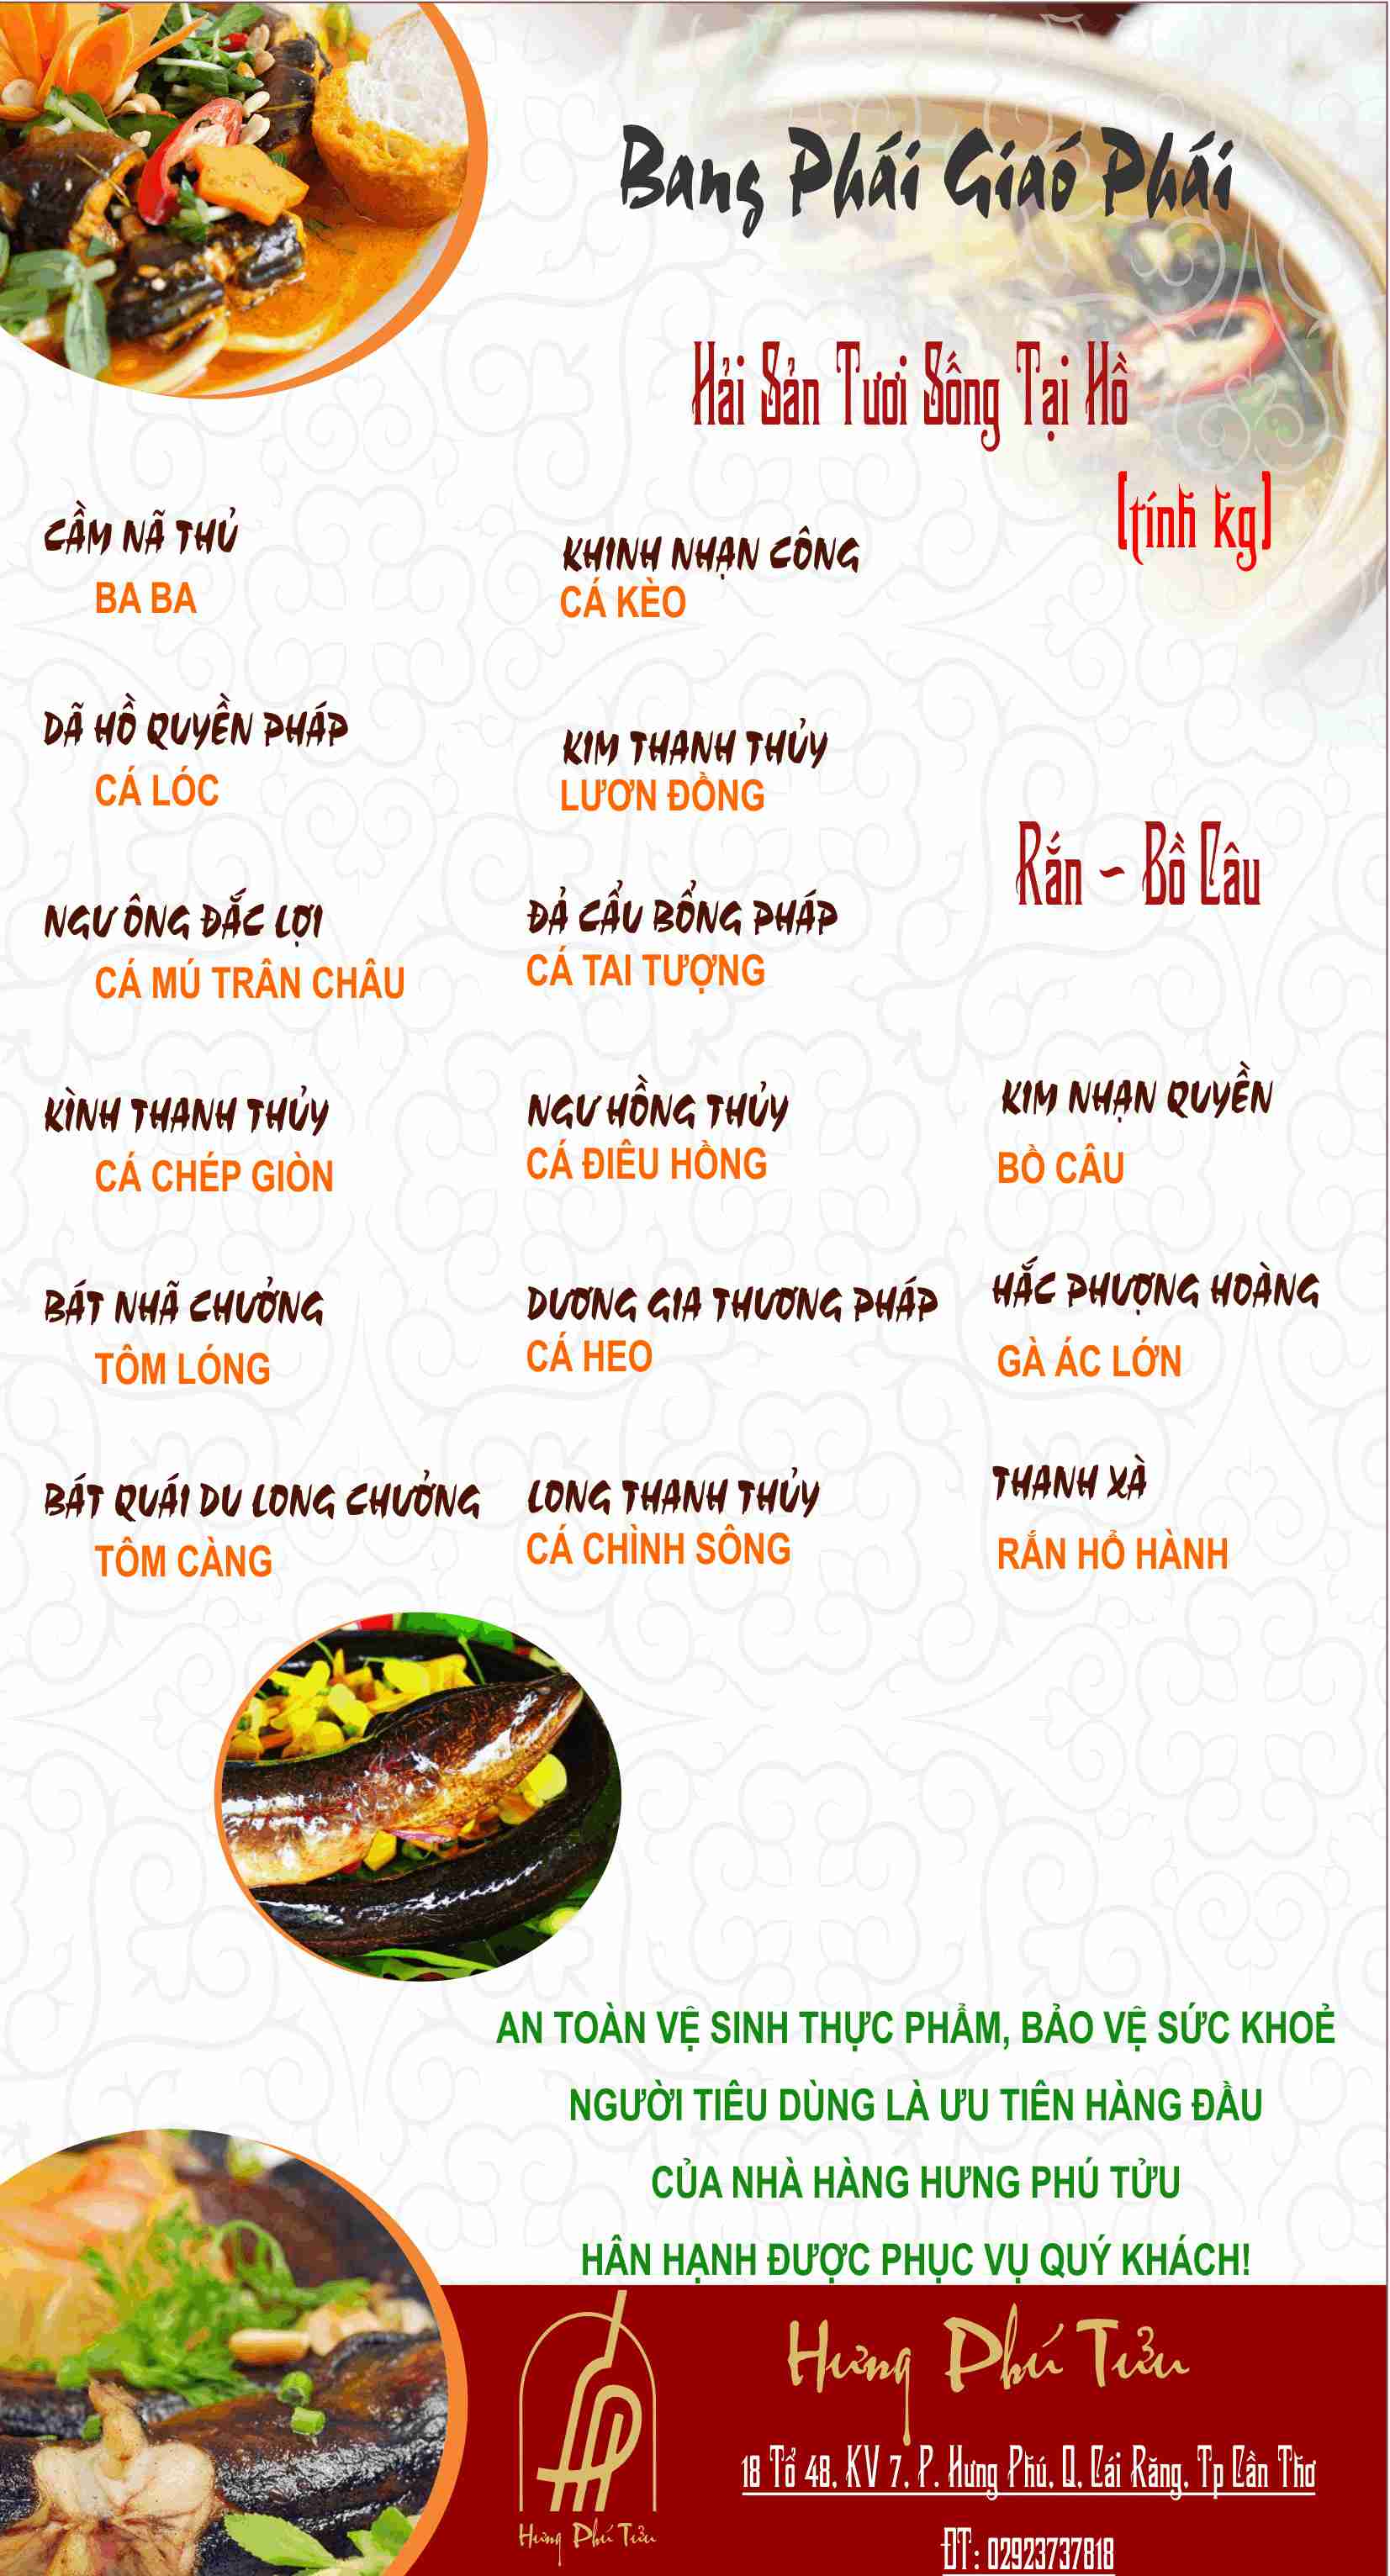 Bang Phái Giaó Phái
Hải Sản Tươi Sống Tại Hồ
(tính kg)
CẦM NÃ THỦ
BA BA
DÃ HỒ QUYỀN PHÁP
CÁ LÓC
NGƯ ÔNG ĐẮC LỢI
CÁ MÚ TRÂN CHÂU
KÌNH THANH THỦY
CÁ CHÉP GIÒN
BÁT NHÃ CHƯỞNG
TÔM LÓNG
BÁT QUÁI DU LONG CHƯỞNG
TÔM CÀNG
KHINH NHẠN CÔNG
CÁ KÈO
KIM THANH THỦY
LƯƠN ĐỒNG
ĐẢ CẨU BỔNG PHÁP
CÁ TAI TƯỢNG
NGƯ HỒNG THỦY
CÁ ĐIÊU HỒNG
DƯƠNG GIA THƯƠNG PHÁP
CÁ HEO
LONG THANH THỦY
CÁ CHÌNH SÔNG
Rắn - Bồ Câu
KIM NHẠN QUYỀN
BỒ CÂU
HẮC PHƯỢNG HOÀNG
GÀ ÁC LỚN
THANH XÀ
RẮN HỔ HÀNH
AN TOÀN VỆ SINH THỰC PHẨM, BẢO VỆ SỨC KHOẺ
NGƯỜI TIÊU DÙNG LÀ ƯU TIÊN HÀNG ĐẦU
CỦA NHÀ HÀNG HƯNG PHÚ TỬU
HÂN HẠNH ĐƯỢC PHỤC VỤ QUÝ KHÁCH!
Hưng Phú Tửu
Hưng Phú Tửu
18 Tổ 48, KV 7, P. Hưng Phú, Q. Cái Răng, Tp Cần Thơ
ĐT: 02923737818